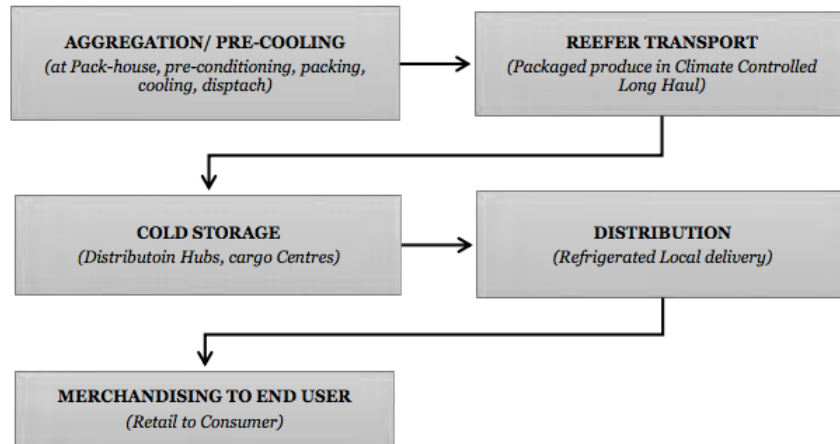 AGGREGATION/ PRE-COOLING
(at Pack-house, pre-conditioning, packing,
cooling, disptach)
REEFER TRANSPORT
(Packaged produce in Climate Controlled
Long Haul)
COLD STORAGE
(Distributoin Hubs, cargo Centres)
DISTRIBUTION
(Refrigerated Local delivery)
MERCHANDISING TO END USER
(Retail to Consumer)